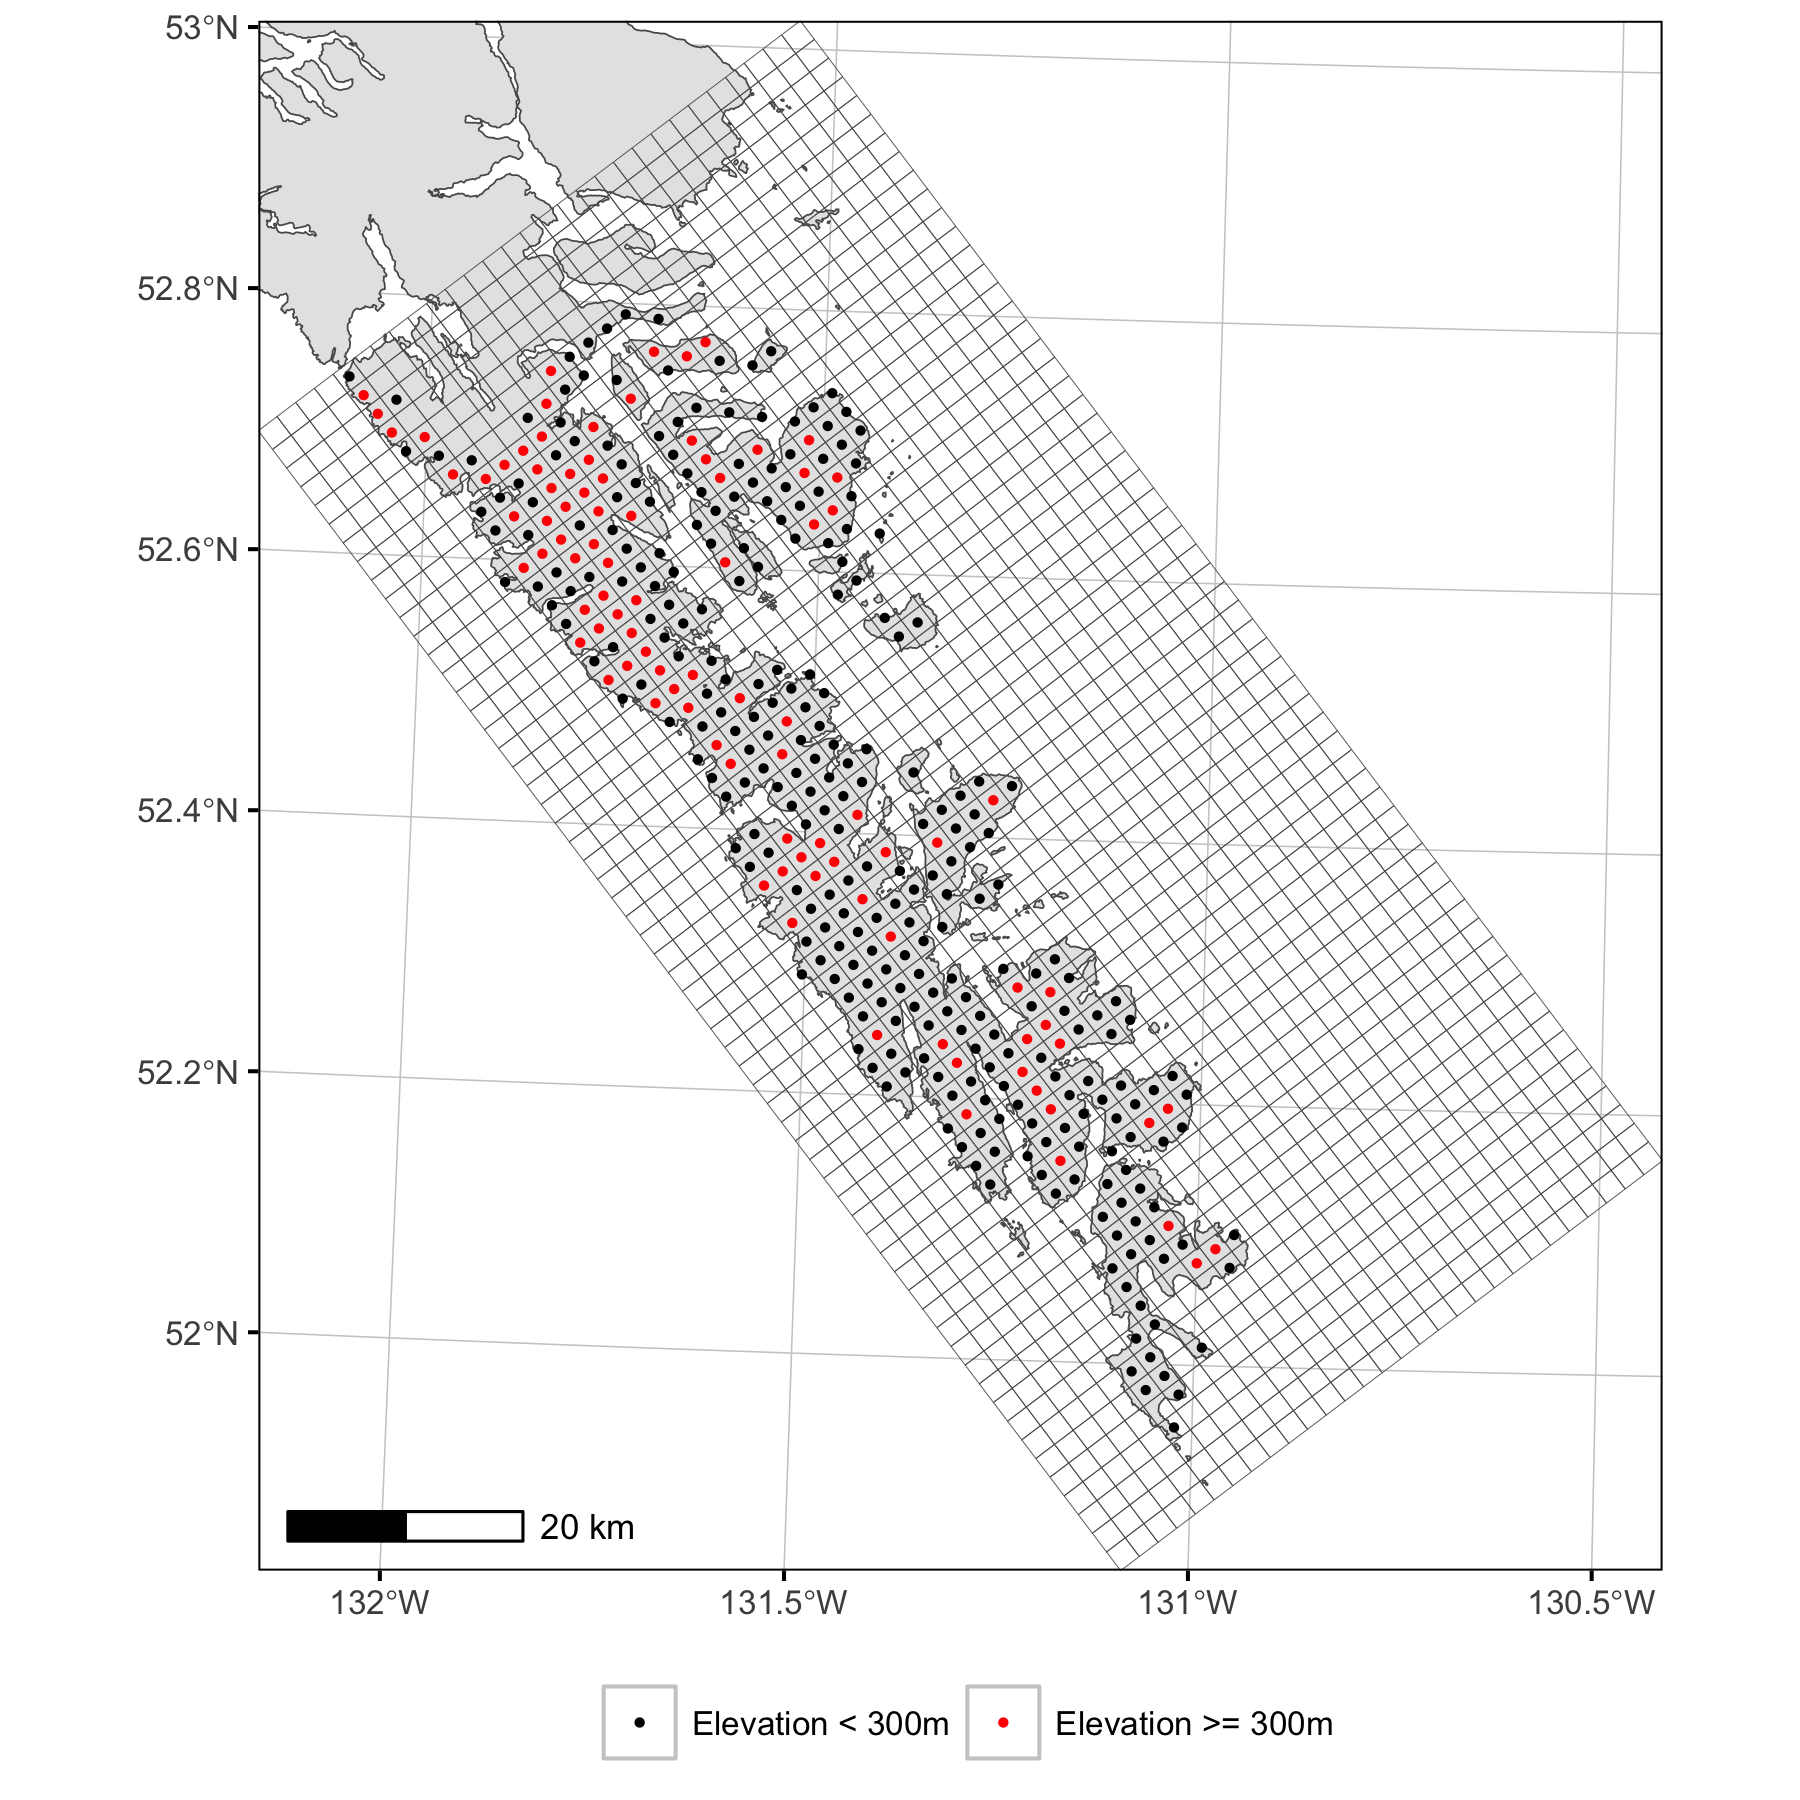 53°N
52.8°N
52.6°N
52.4°N
52.2°N
52°N
20 km
132°W 131.5°W 131°W 130.5°W
Elevation < 300m Elevation >= 300m